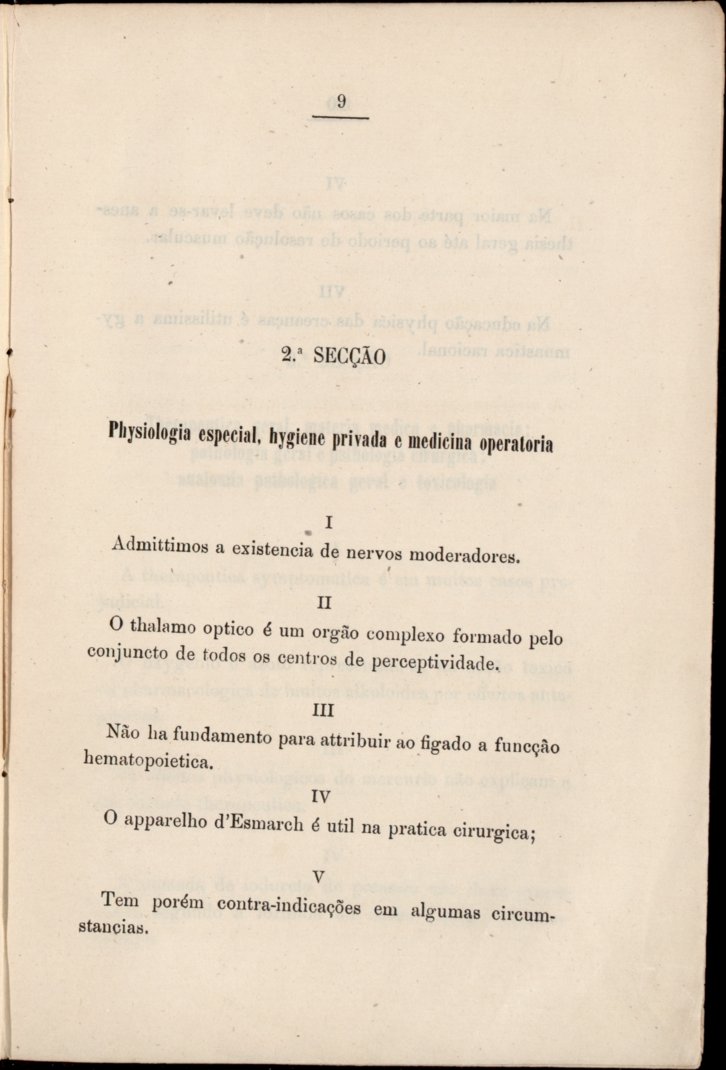 9
2.ª SECÇÃO
Physiologia especial, hygiene privada e medicina operatoria
I
Admittimos a existencia de nervos moderadores.
II
O thalamo optico é um orgão complexo formado pelo
conjuncto de todos os centros de perceptividade.
III
Não ha fundamento para attribuir ao figado a funcção
hematopoietica.
IV
O apparelho d'Esmarch é util na pratica cirurgica;
V
Tem porém contra-indicações em algumas circum-
stancias.